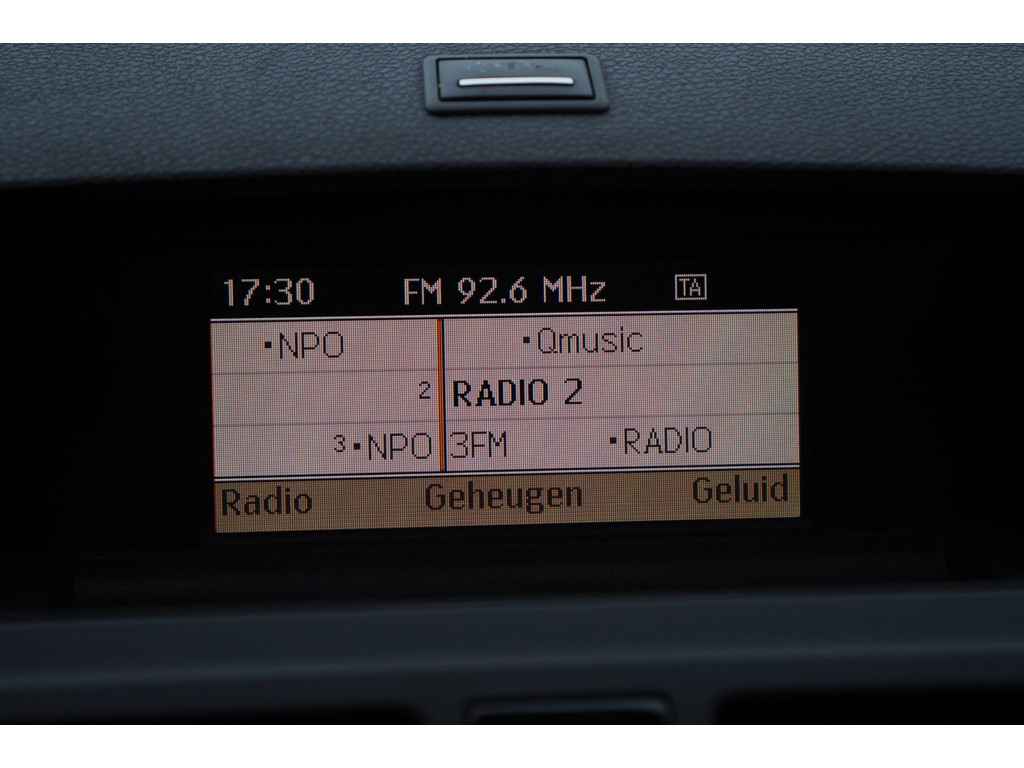 17:30 FM 92.6 MHz TA
·NPO ·Qmusic
2 RADIO 2
3·NPO 3FM ·RADIO
Radio Geheugen Geluid